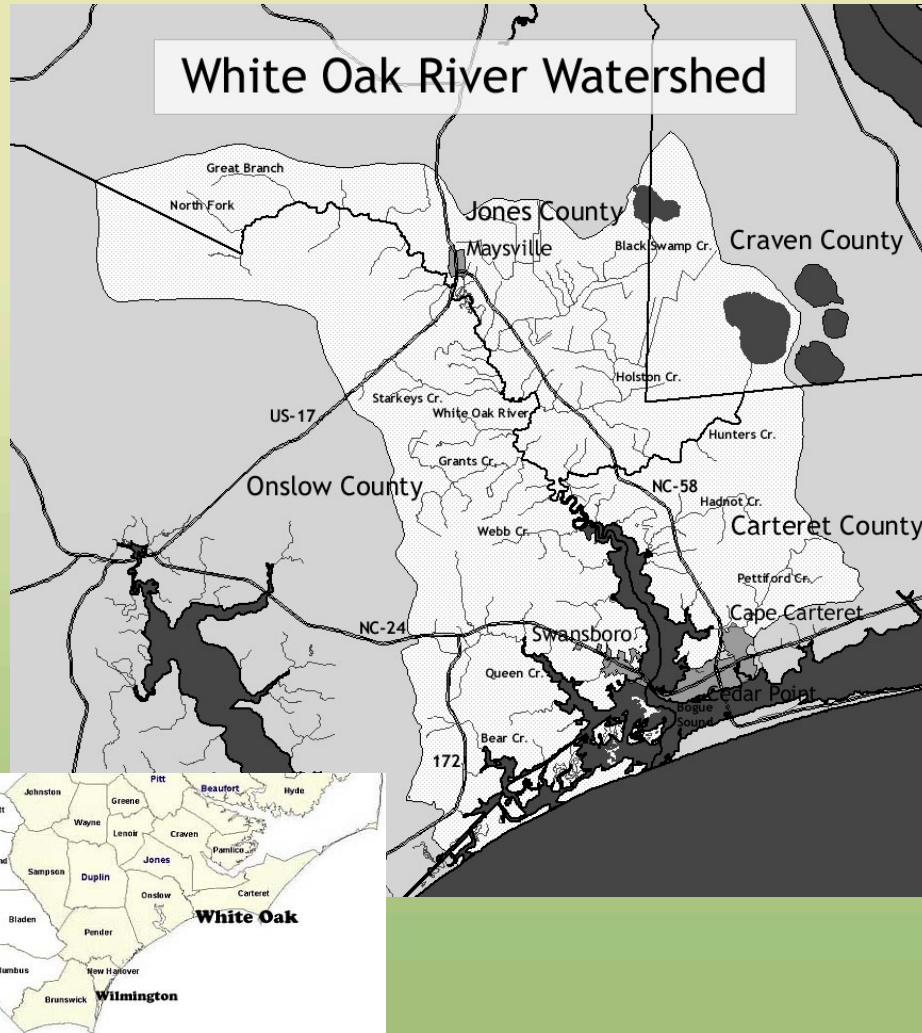 White Oak River Watershed
Great Branch
North Fork
Jones County
Maysville
Black Swamp Cr.
Craven County
Holston Cr.
Starkeys Cr.
White Oak River
US-17
Hunters Cr.
Grants Cr.
Onslow County
NC-58
Hadnot Cr.
Webb Cr.
Carteret County
Pettiford Cr.
Cape Carteret
NC-24
Swansboro
Queen Cr.
Cedar Point
Bogue
Sound
Bear Cr.
172
Pitt
Johnston
Greene
Beaufort
Hyde
Wayne
Lenoir
Craven
Pamlico
Jones
Sampson
Duplin
Onslow
Carteret
Bladen
White Oak
Pender
New Hanover
Brunswick
Wilmington